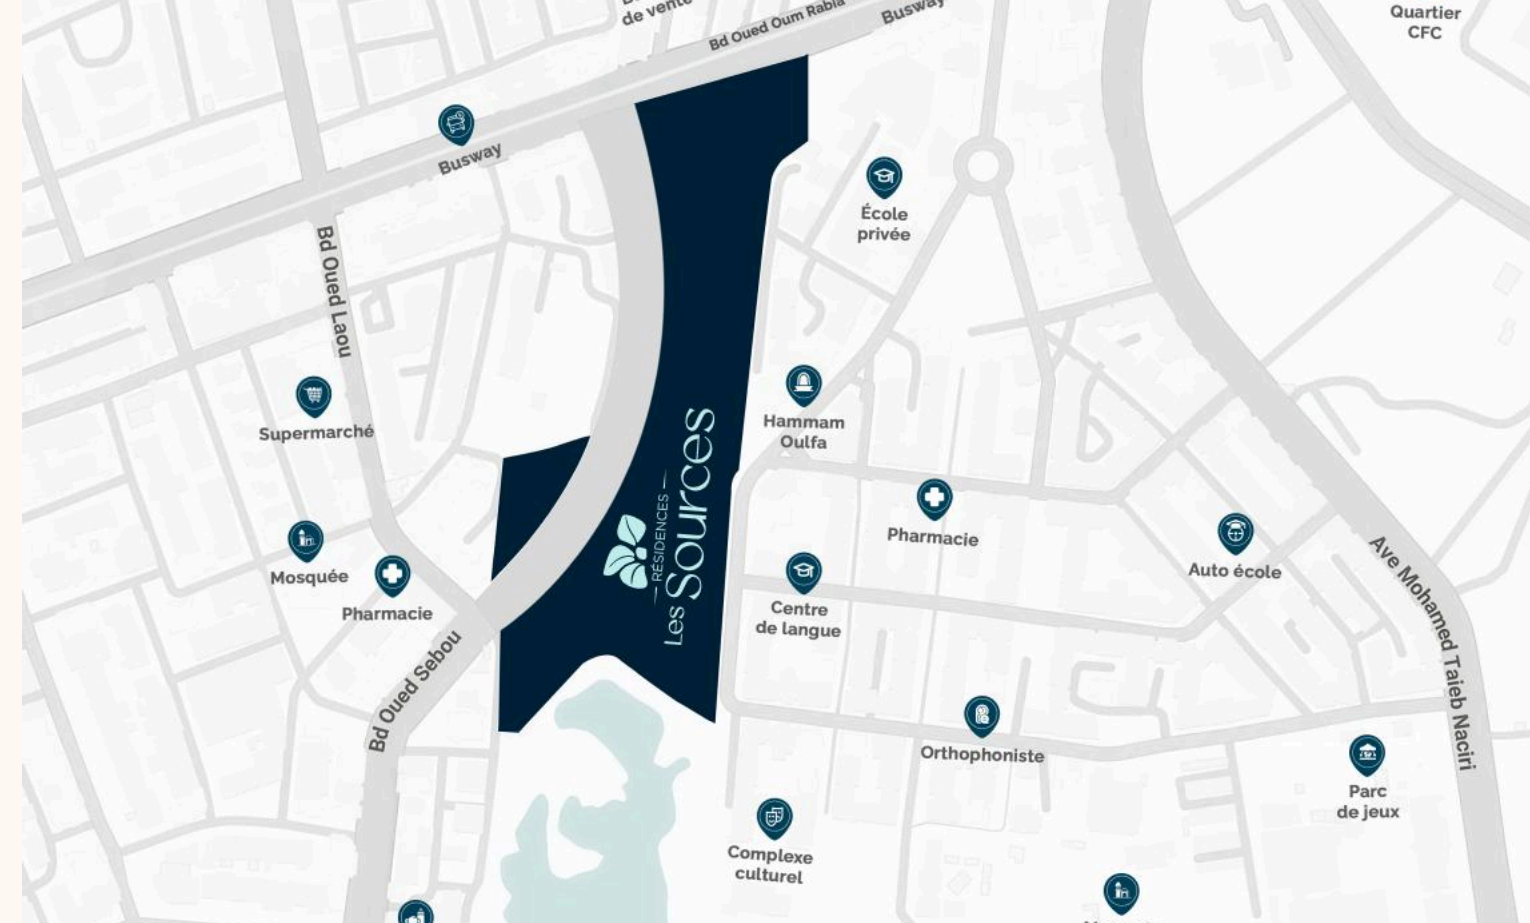 de vente
Bd Oued Oum Rabia
Busway
Quartier
CFC
Busway
École
privée
Bd Oued Laou
Supermarché
Hammam
Oulfa
RÉSIDENCES
Les Sources
Pharmacie
Mosquée
Pharmacie
Auto école
Centre
de langue
Ave Mohamed Taieb Naciri
Bd Oued Sebou
Orthophoniste
Parc
de jeux
Complexe
culturel